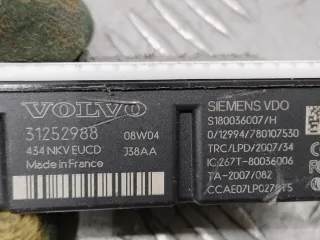 VOLVO
31252988 08W04
434 NKV EUCD J38AA
Made in France
SIEMENS VDO
S180036007/H
0/12994/780107530
TRC/LPD/2007/34
IC:267T-80036006
TA-2007/082